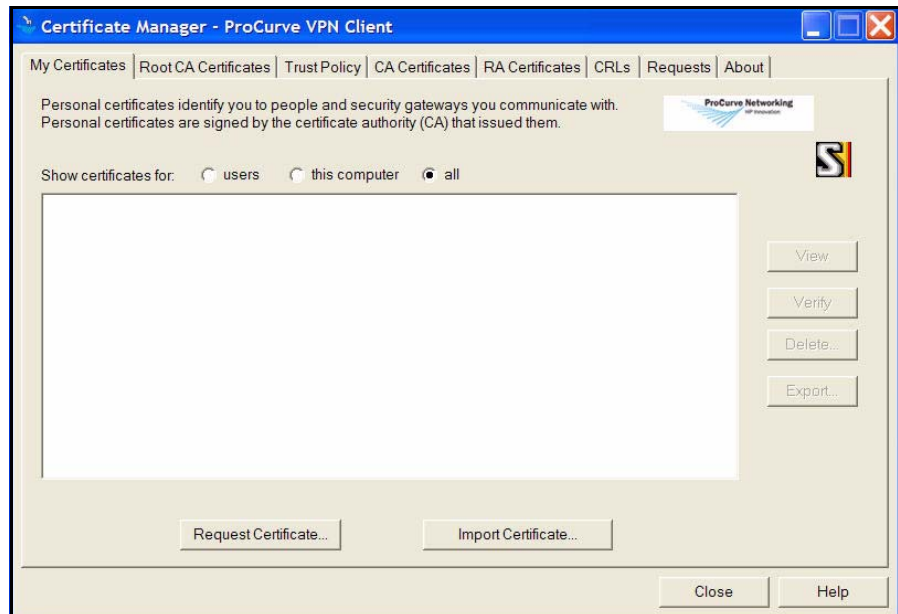 Certificate Manager - ProCurve VPN Client
My Certificates Root CA Certificates Trust Policy CA Certificates RA Certificates CRLs Requests About
Personal certificates identify you to people and security gateways you communicate with.
Personal certificates are signed by the certificate authority (CA) that issued them.
ProCurve Networking
HP Innovation
Show certificates for: users this computer all
View
Verify
Delete...
Export...
Request Certificate... Import Certificate...
Close Help